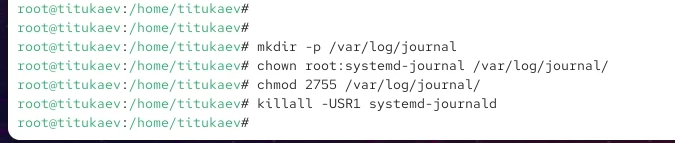 root@titukaev:/home/titukaev#
root@titukaev:/home/titukaev#
root@titukaev:/home/titukaev# mkdir -p /var/log/journal
root@titukaev:/home/titukaev# chown root:systemd-journal /var/log/journal/
root@titukaev:/home/titukaev# chmod 2755 /var/log/journal/
root@titukaev:/home/titukaev# killall -USR1 systemd-journald
root@titukaev:/home/titukaev#